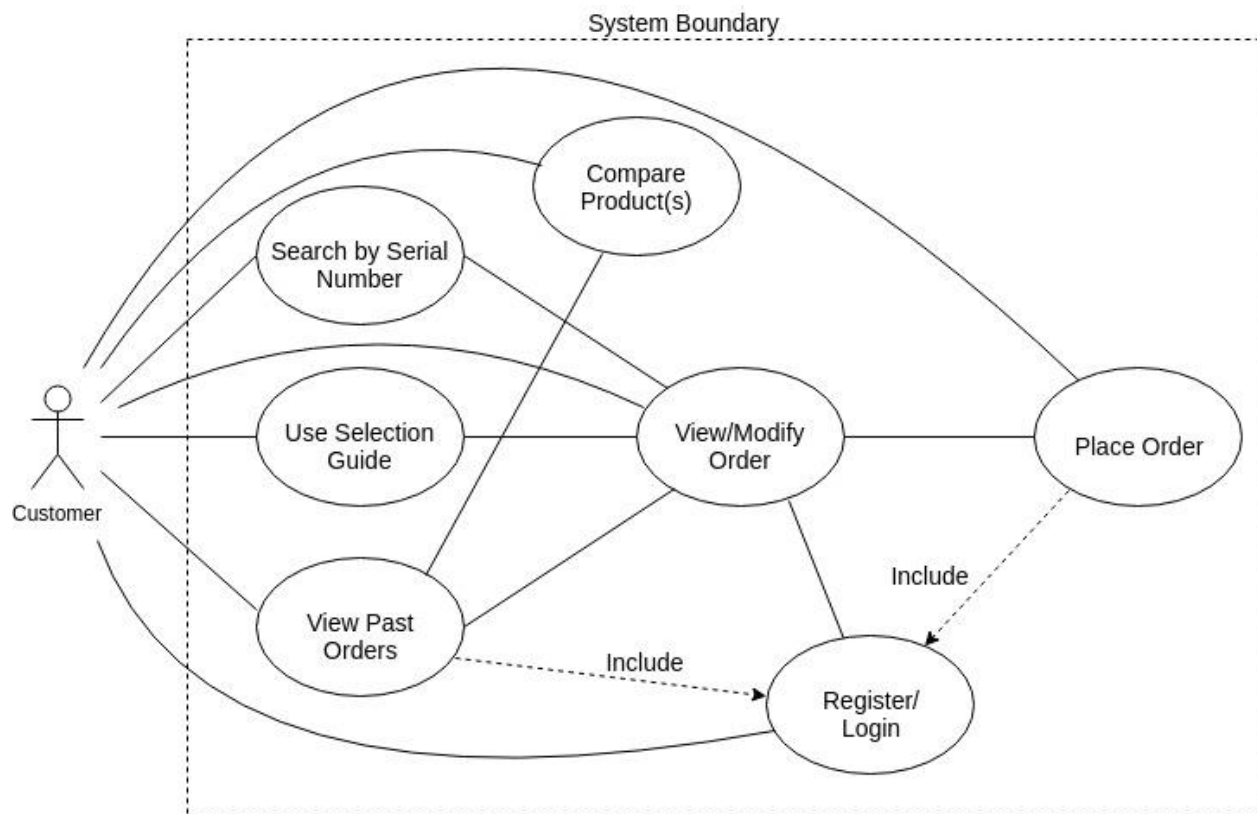 System Boundary
Compare
Product(s)
Search by Serial
Number
Use Selection
Guide
View/Modify
Order
Place Order
Customer
Include
View Past
Orders
Include
Register/
Login